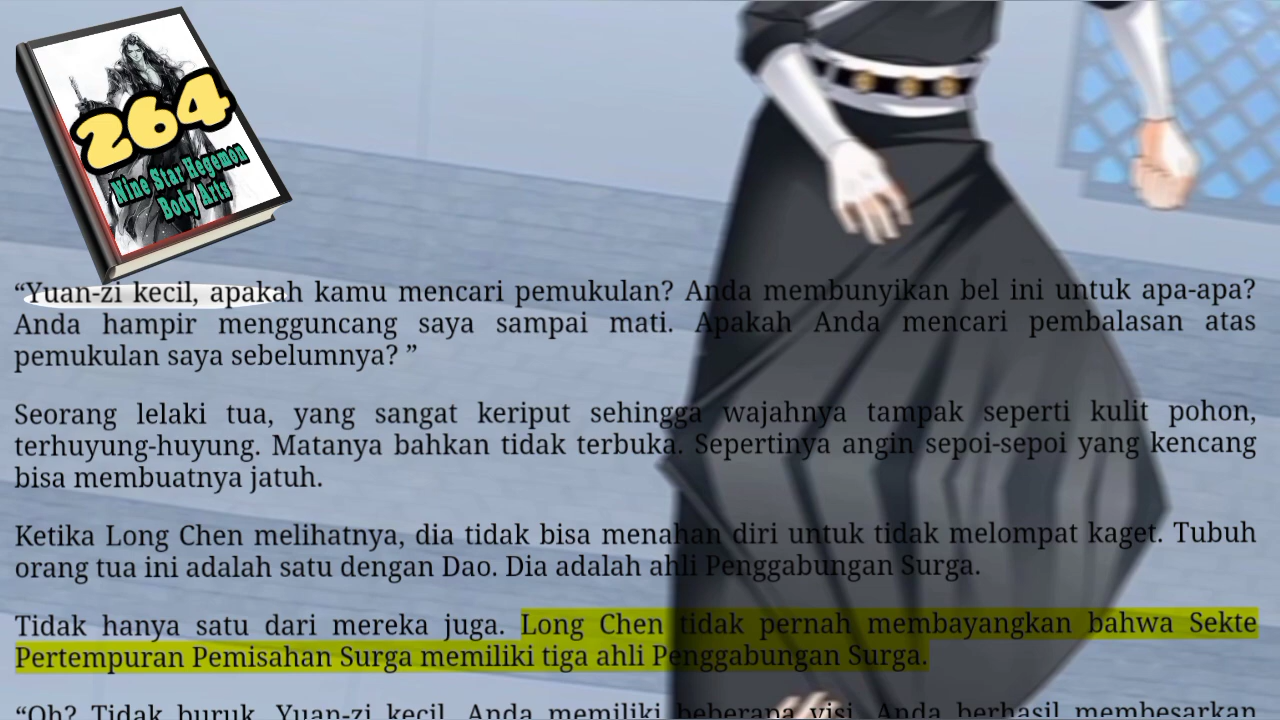 264
Nine Star Hegemon
Body Arts
“Yuan-zi kecil, apakah kamu mencari pemukulan? Anda membunyikan bel ini untuk apa-apa?
Anda hampir mengguncang saya sampai mati. Apakah Anda mencari pembalasan atas
pemukulan saya sebelumnya? ”
Seorang lelaki tua, yang sangat keriput sehingga wajahnya tampak seperti kulit pohon,
terhuyung-huyung. Matanya bahkan tidak terbuka. Sepertinya angin sepoi-sepoi yang kencang
bisa membuatnya jatuh.
Ketika Long Chen melihatnya, dia tidak bisa menahan diri untuk tidak melompat kaget. Tubuh
orang tua ini adalah satu dengan Dao. Dia adalah ahli Penggabungan Surga.
Tidak hanya satu dari mereka juga. Long Chen tidak pernah membayangkan bahwa Sekte
Pertempuran Pemisahan Surga memiliki tiga ahli Penggabungan Surga.
“Oh? Tidak buruk, Yuan-zi kecil. Anda memiliki beberapa visi. Anda berhasil membesarkan